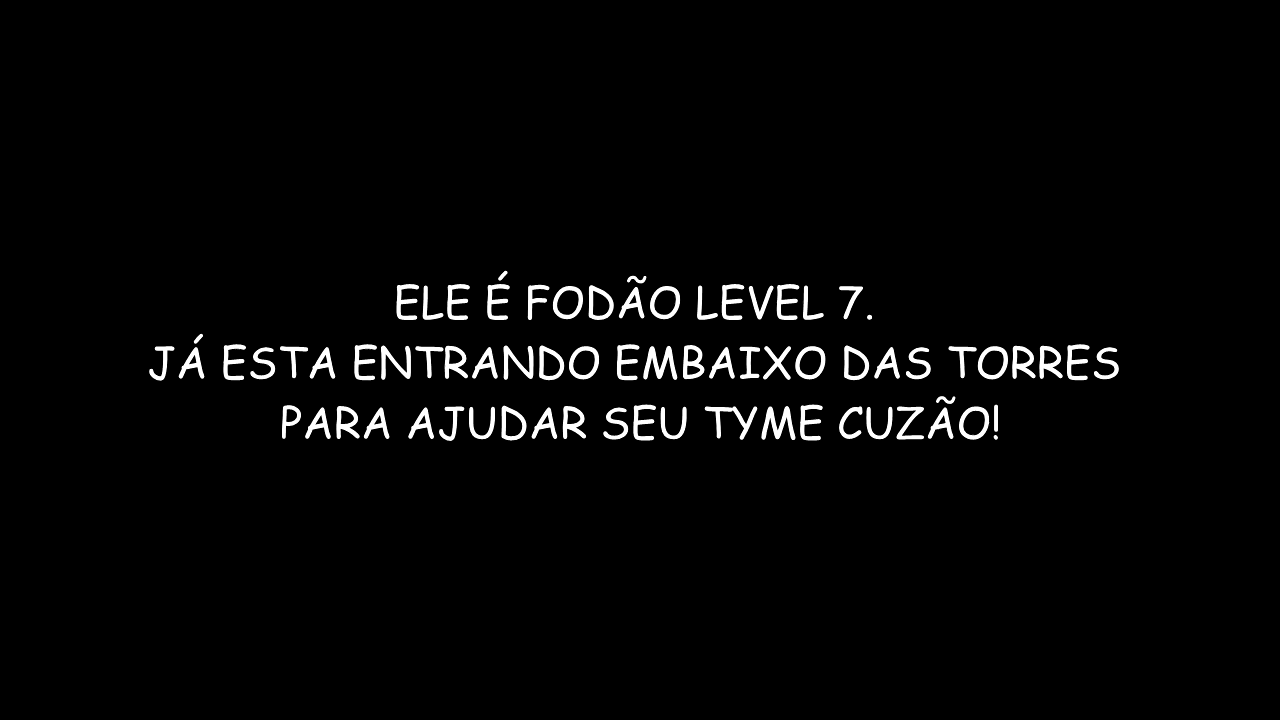 ELE É FODÃO LEVEL 7.
JÁ ESTA ENTRANDO EMBAIXO DAS TORRES
PARA AJUDAR SEU TYME CUZÃO!